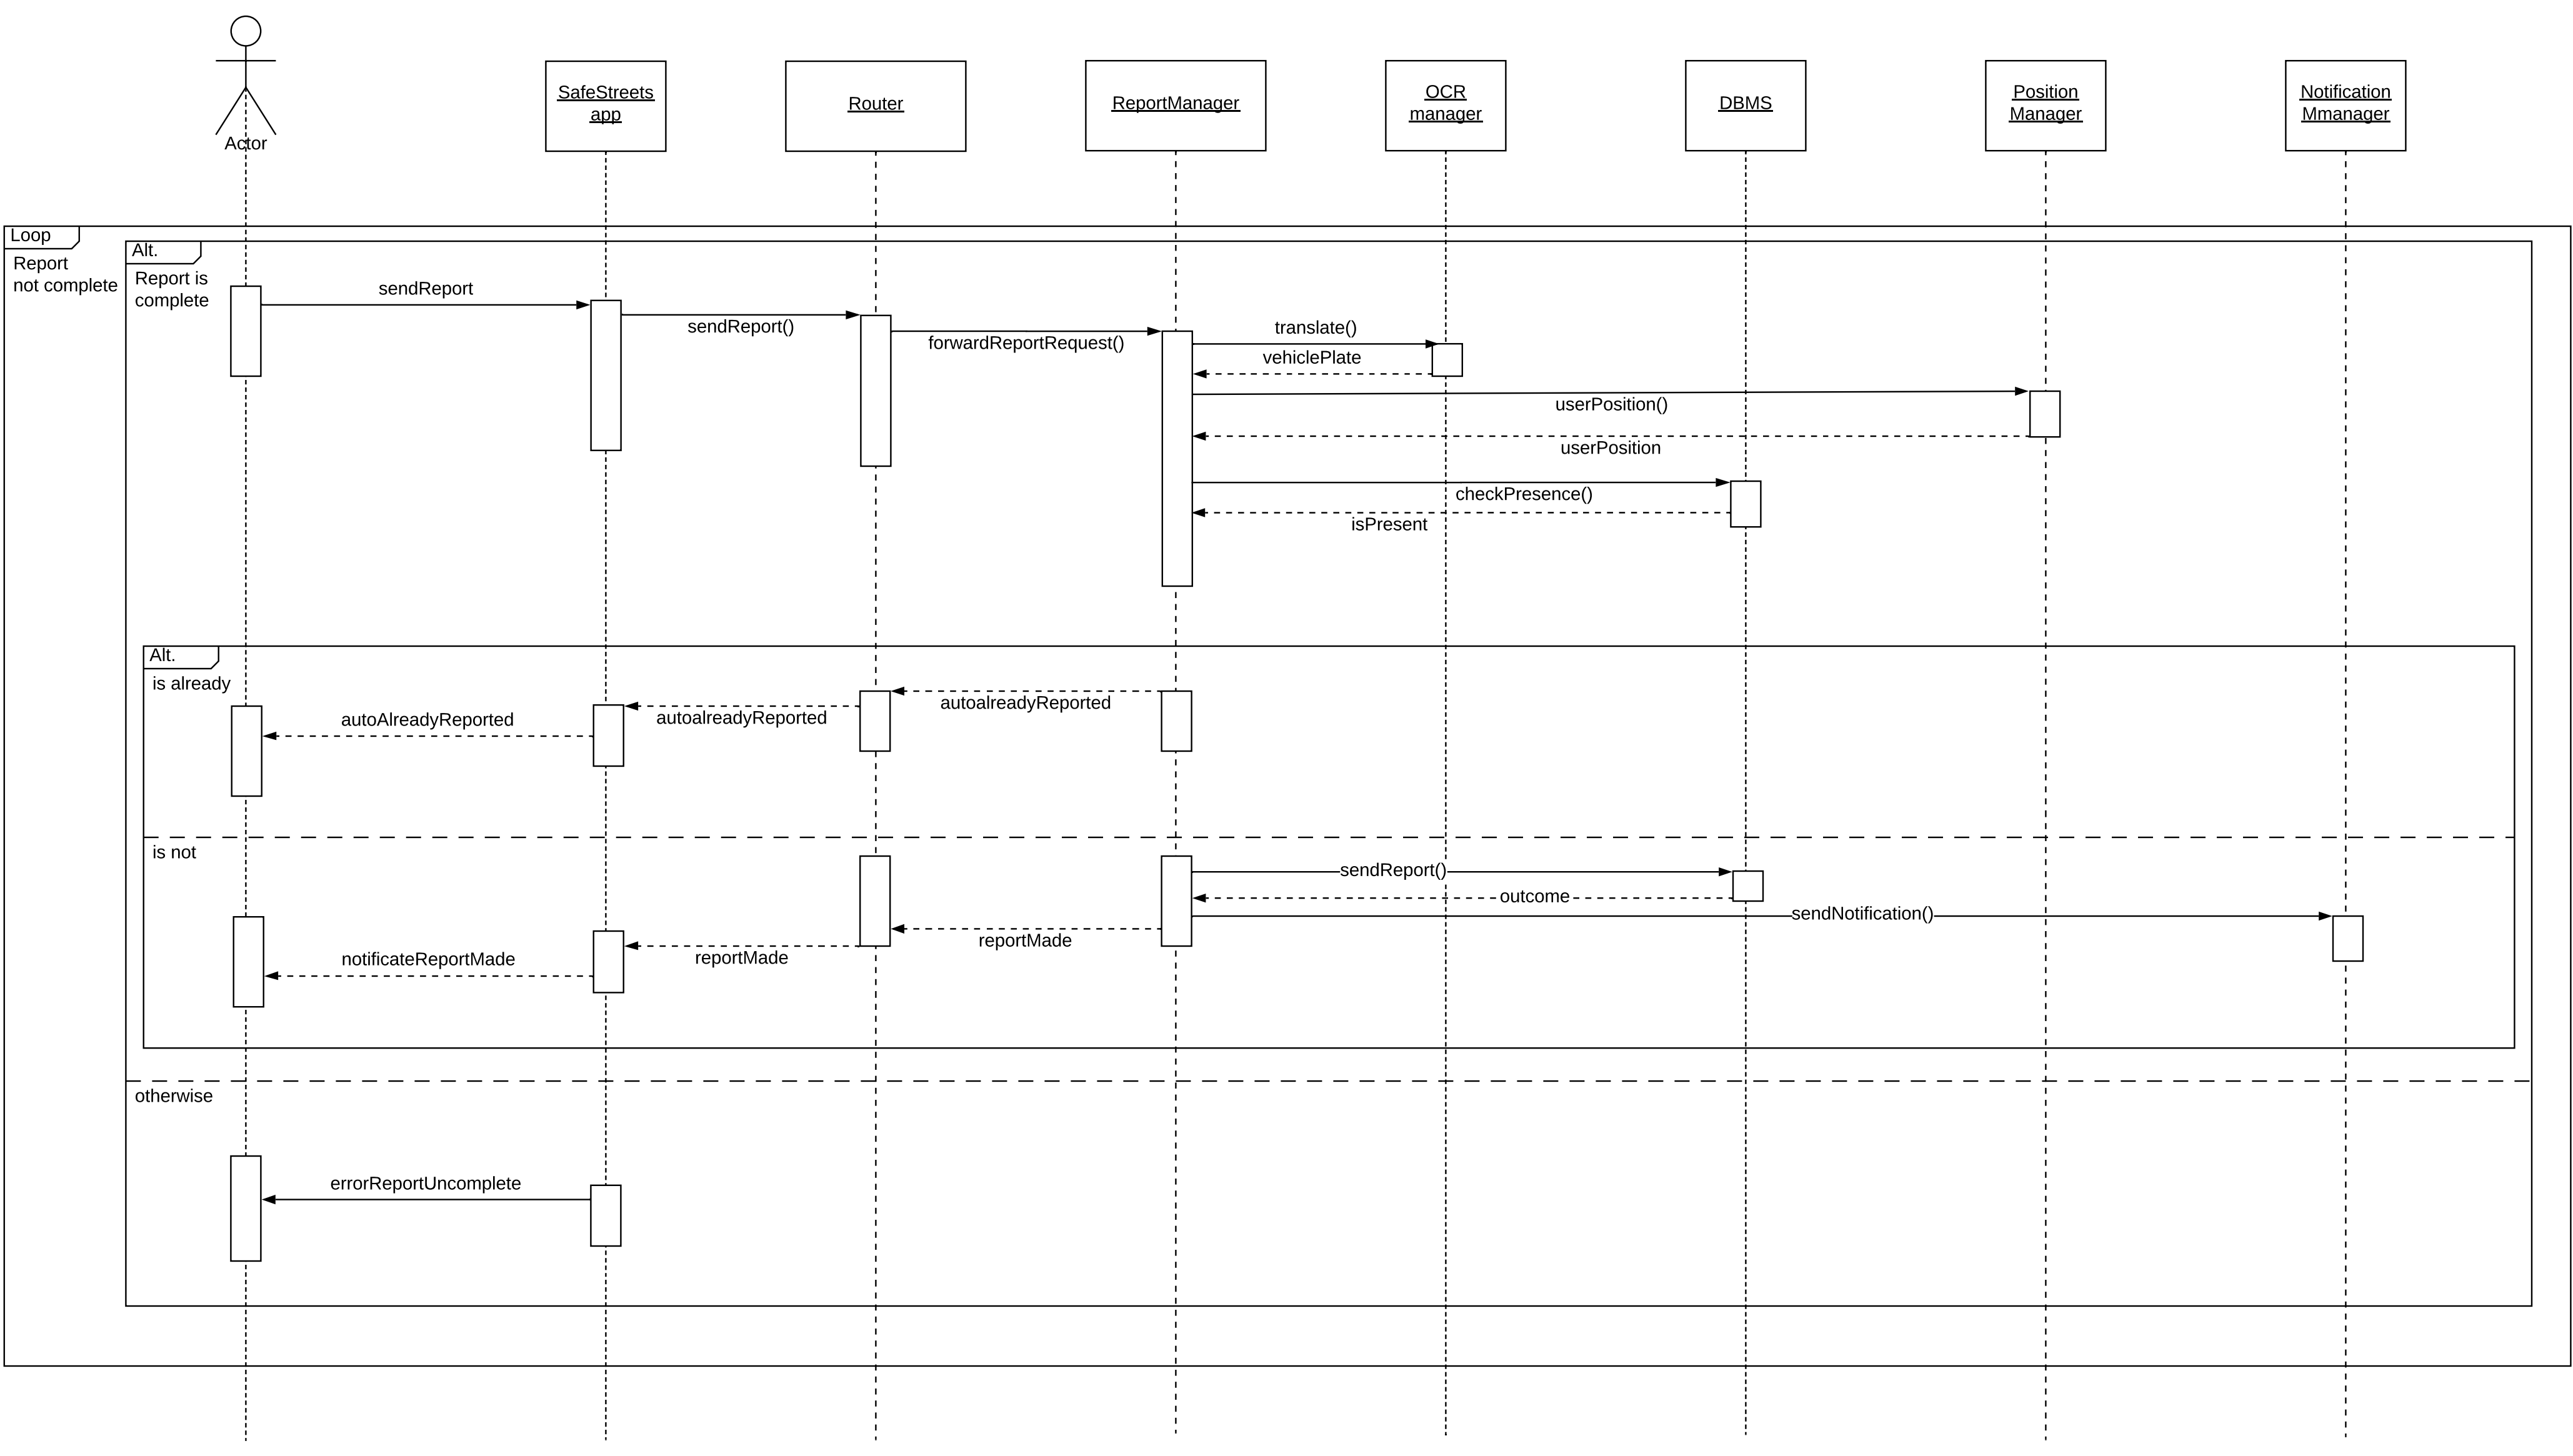 Actor
SafeStreets
app
Router
ReportManager
OCR
manager
DBMS
Position
Manager
Notification
Mmanager
Loop
Report
not complete
Alt.
Report is
complete
sendReport
sendReport()
forwardReportRequest()
translate()
vehiclePlate
userPosition()
userPosition
checkPresence()
isPresent
Alt.
is already
autoalreadyReported
autoalreadyReported
autoAlreadyReported
is not
sendReport()
outcome
sendNotification()
reportMade
reportMade
notificateReportMade
otherwise
errorReportUncomplete